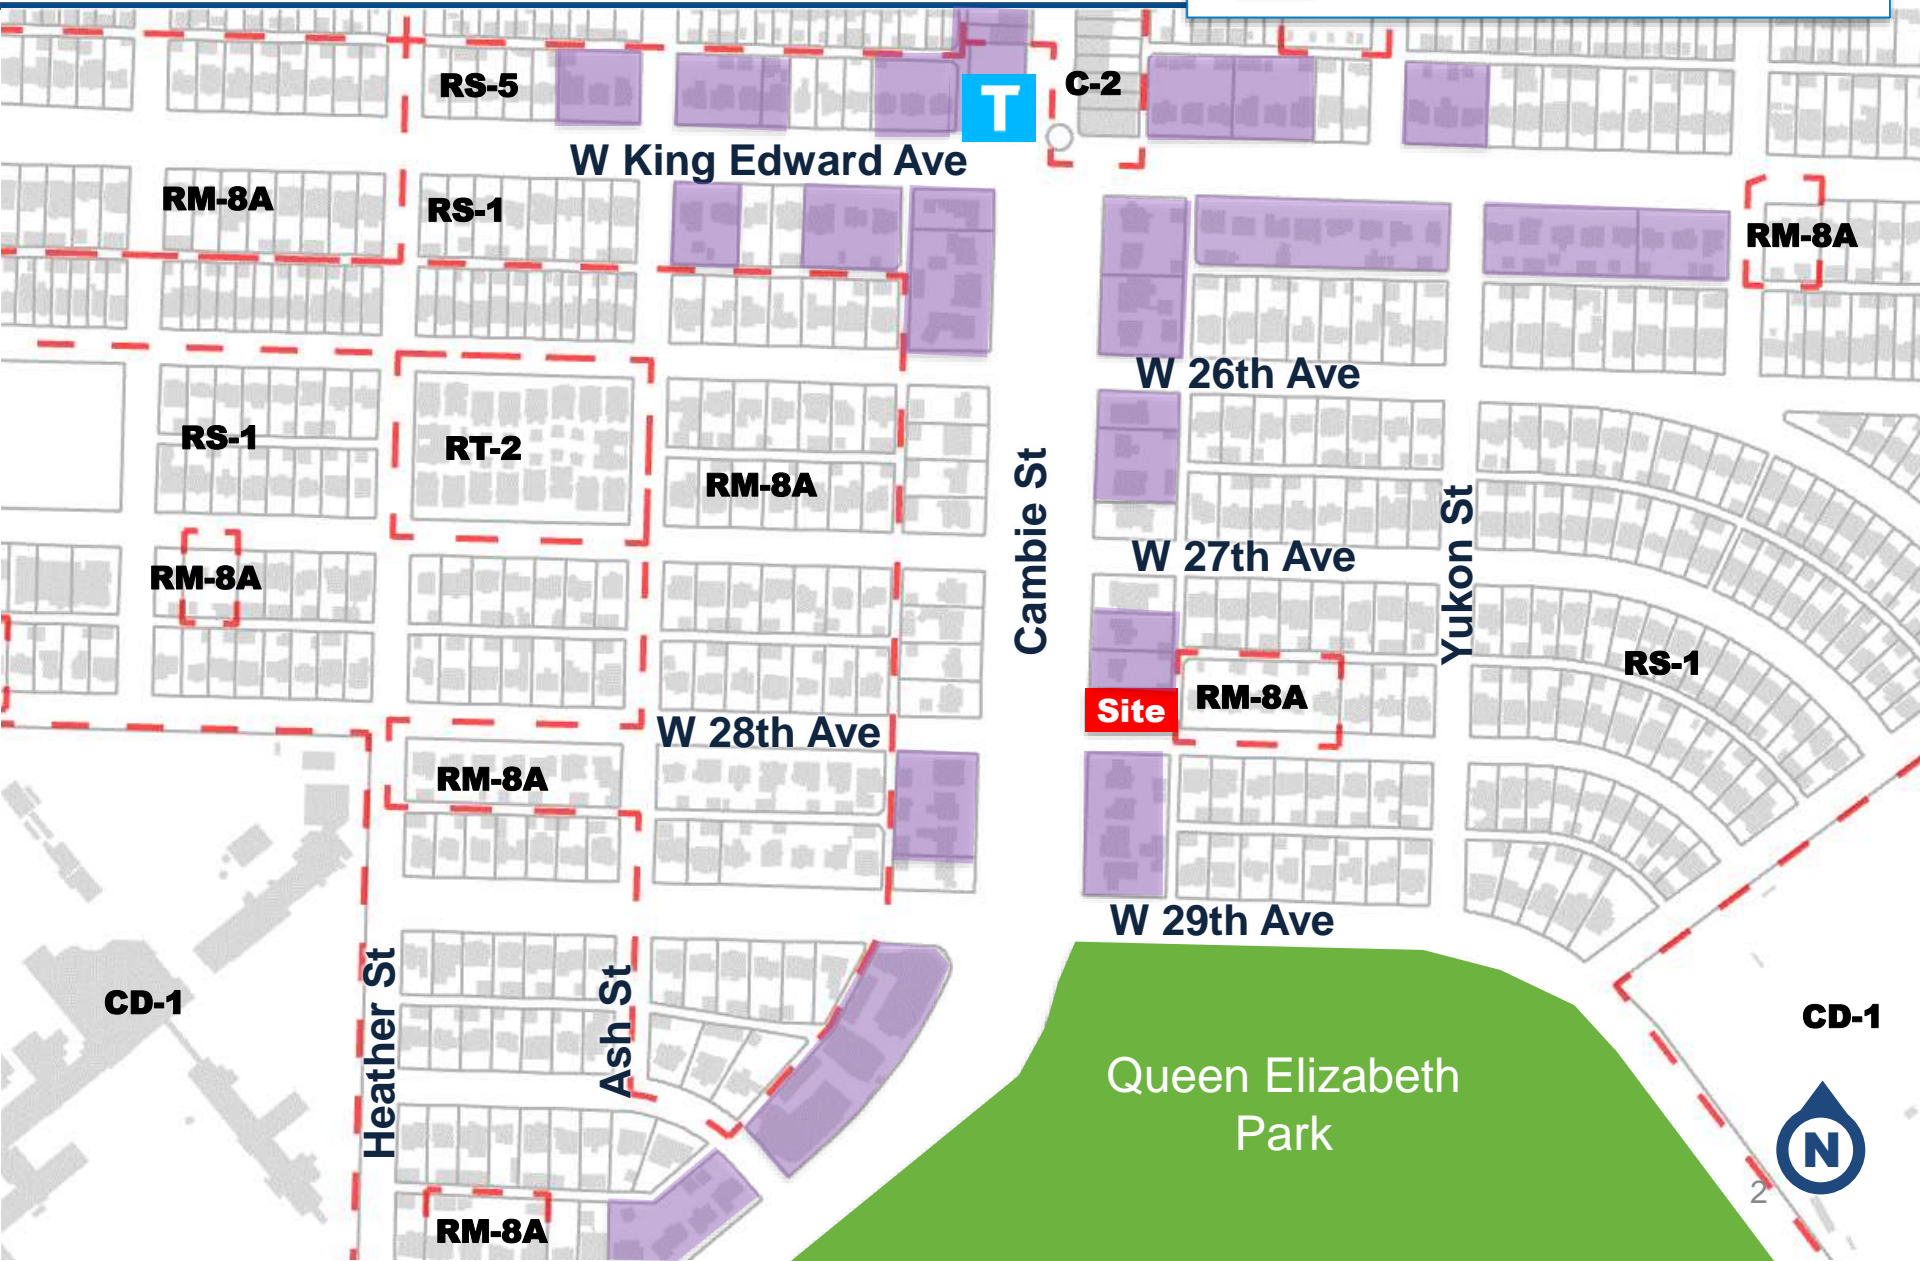 RS-5
T
C-2
W King Edward Ave
RM-8A
RS-1
RM-8A
W 26th Ave
RS-1
RT-2
RM-8A
Cambie St
Yukon St
W 27th Ave
RM-8A
RS-1
Site
RM-8A
W 28th Ave
RM-8A
W 29th Ave
CD-1
Heather St
Ash St
CD-1
Queen Elizabeth
Park
N
2
RM-8A